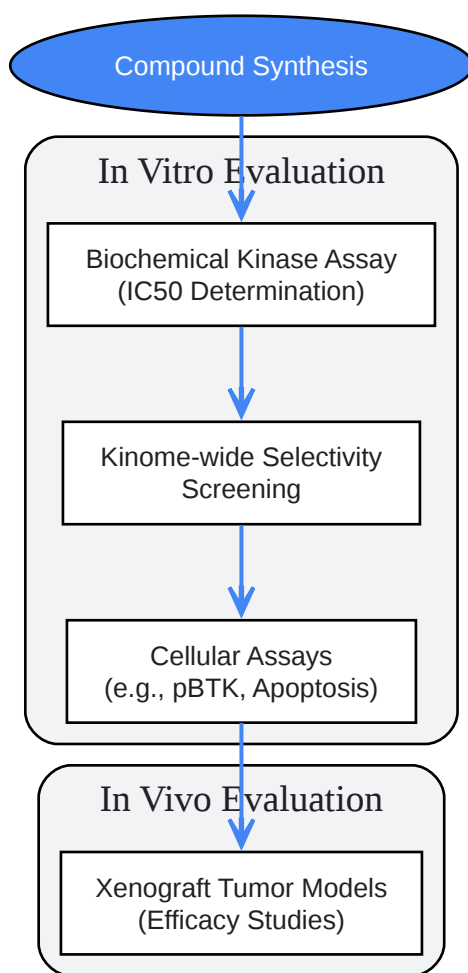 Compound Synthesis
In Vitro Evaluation
Biochemical Kinase Assay
(IC50 Determination)
Kinome-wide Selectivity
Screening
Cellular Assays
(e.g., pBTK, Apoptosis)
In Vivo Evaluation
Xenograft Tumor Models
(Efficacy Studies)